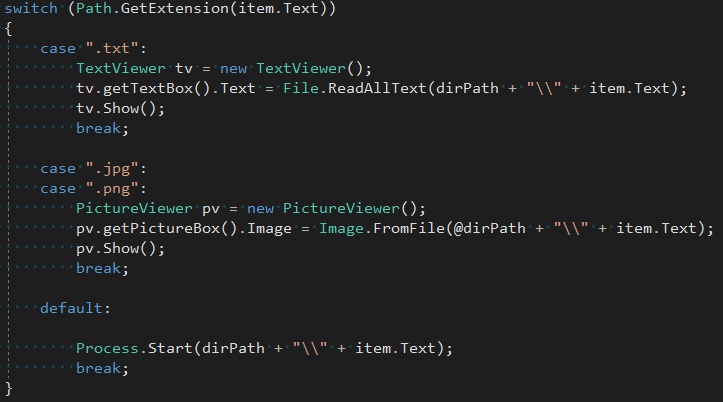 switch (Path.GetExtension(item.Text))
{
case ".txt":
TextViewer tv = new TextViewer();
tv.getTextBox().Text = File.ReadAllText(dirPath + "\\" + item.Text);
tv.Show();
break;
case ".jpg":
case ".png":
PictureViewer pv = new PictureViewer();
pv.getPictureBox().Image = Image.FromFile(@dirPath + "\\" + item.Text);
pv.Show();
break;
default:
Process.Start(dirPath + "\\" + item.Text);
break;
}